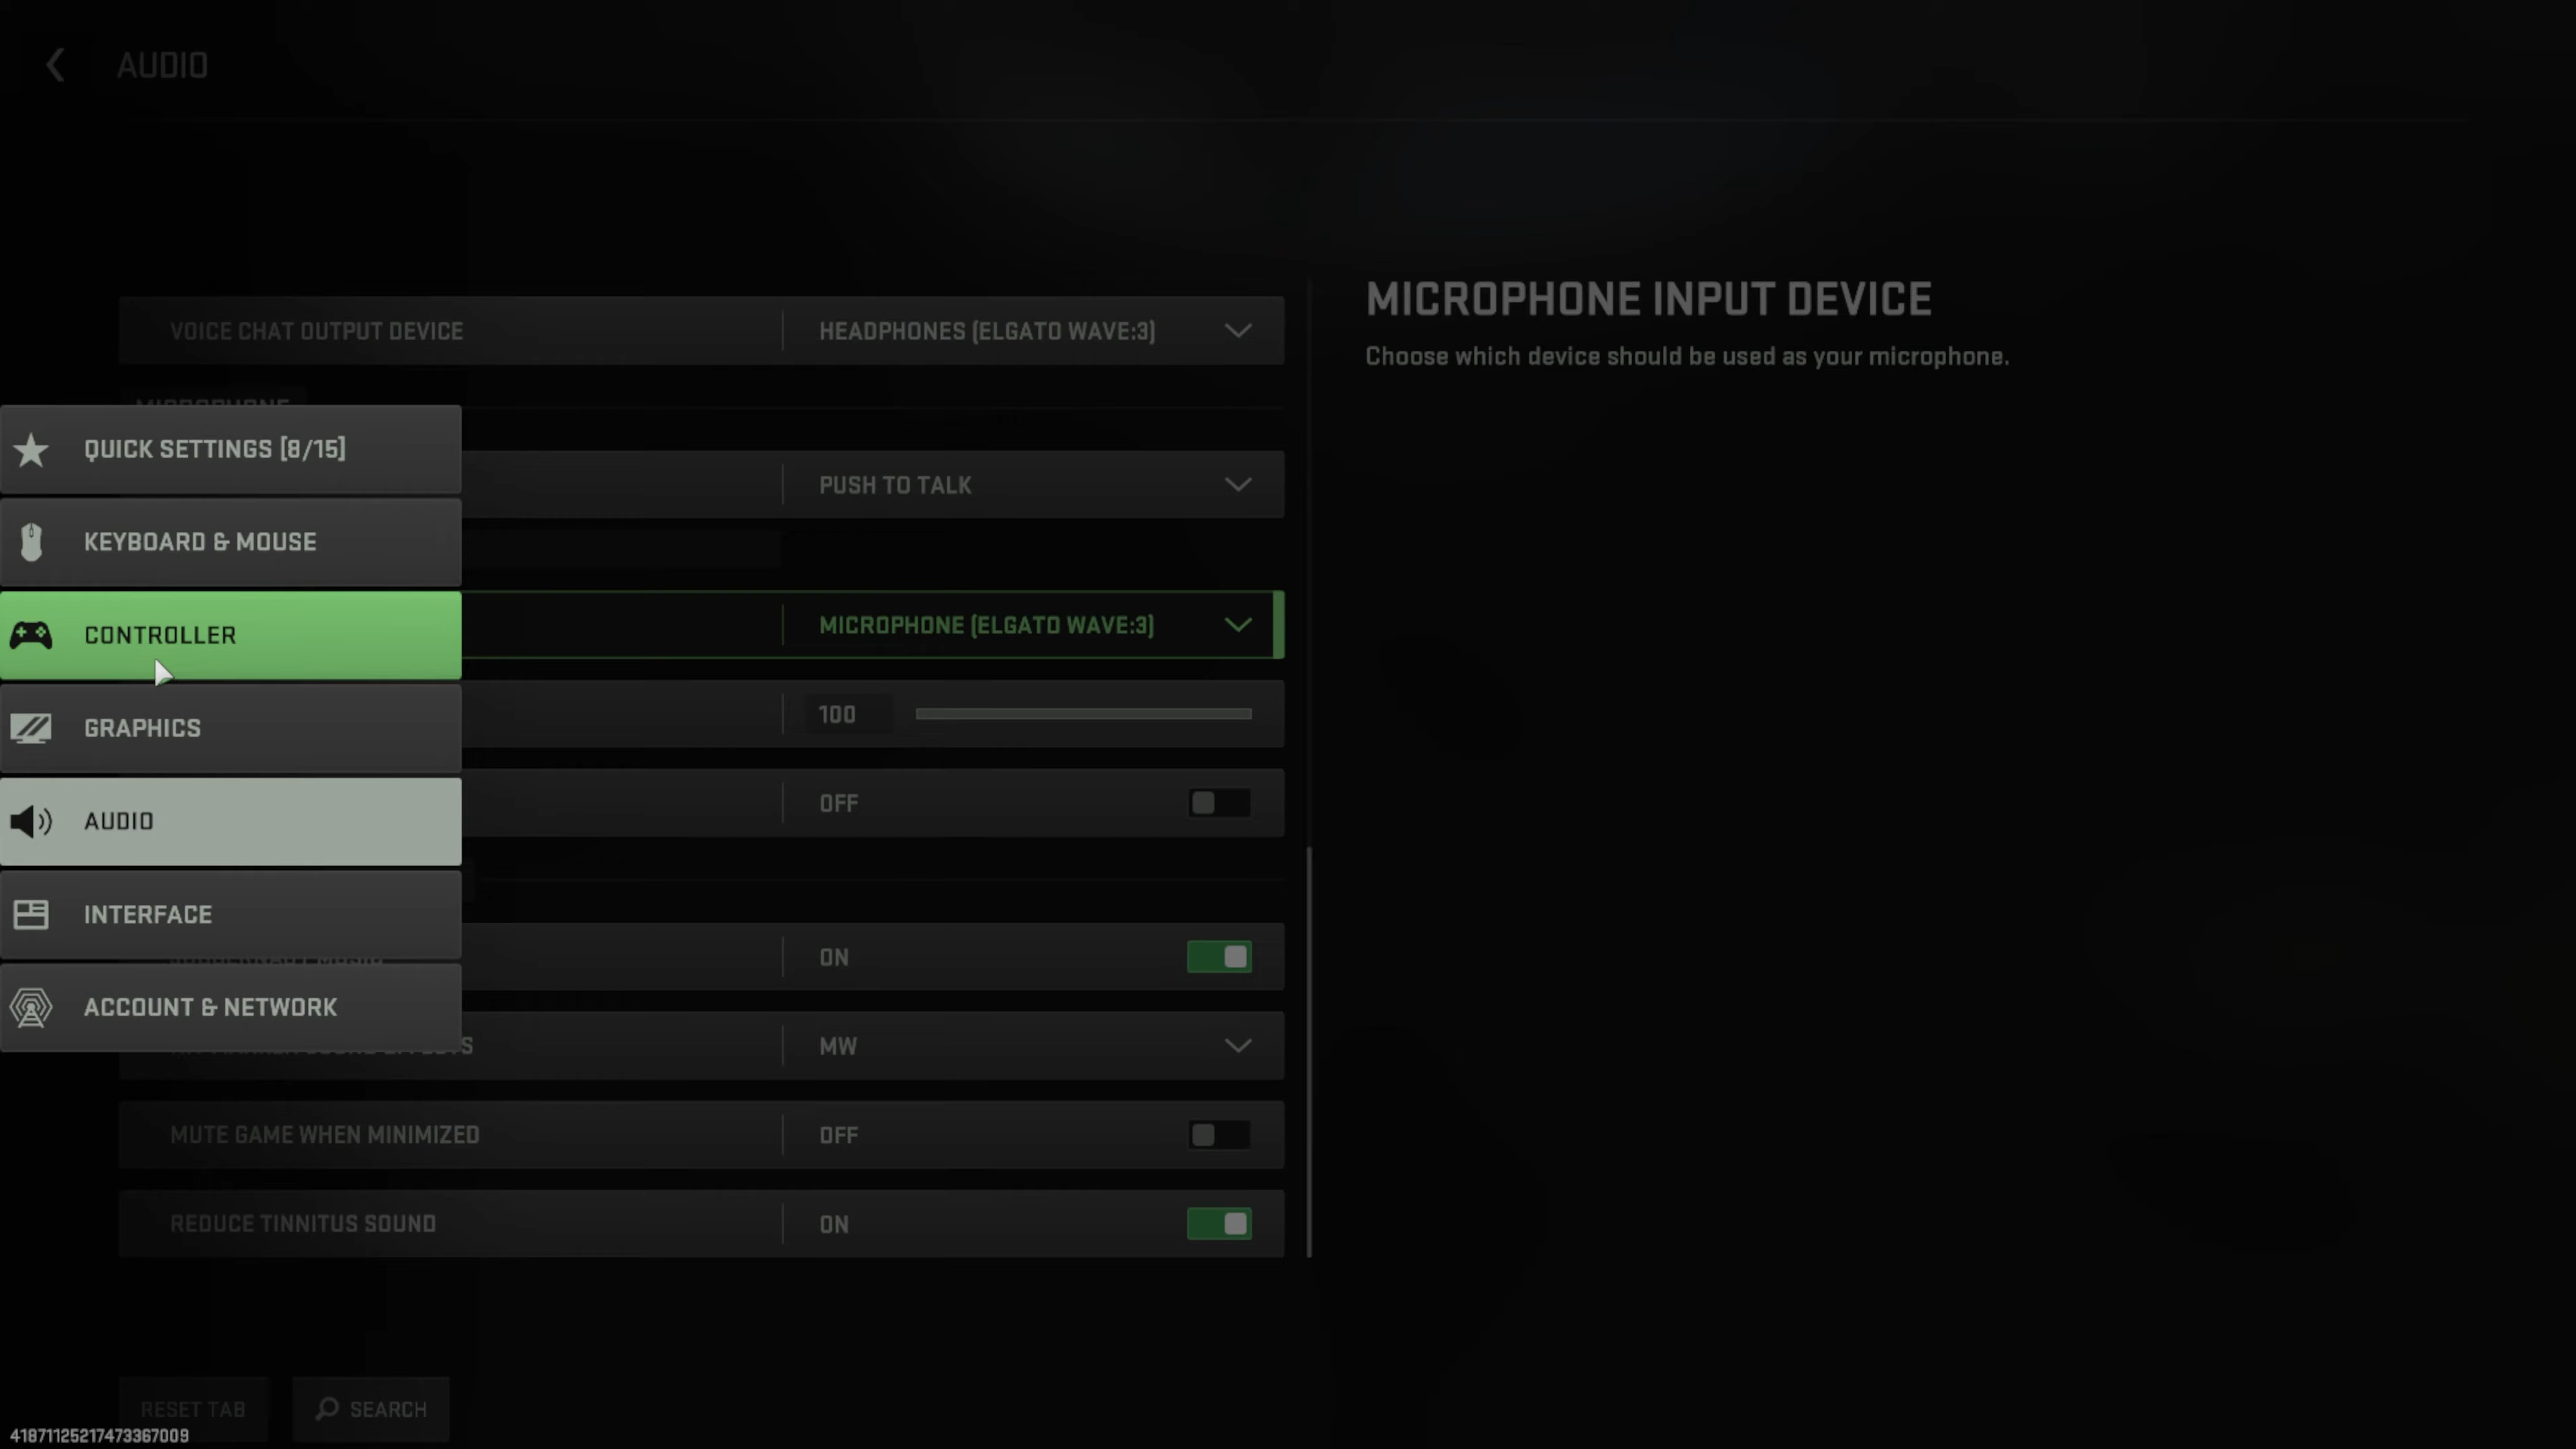 AUDIO
VOICE CHAT OUTPUT DEVICE
HEADPHONES (ELGATO WAVE:3)
MICROPHONE INPUT DEVICE
Choose which device should be used as your microphone.
MICROPHONE
QUICK SETTINGS [8/15]
PUSH TO TALK
KEYBOARD & MOUSE
CONTROLLER
MICROPHONE (ELGATO WAVE:3)
GRAPHICS
100
AUDIO
OFF
INTERFACE
ON
ACCOUNT & NETWORK
MW
MUTE GAME WHEN MINIMIZED
OFF
REDUCE TINNITUS SOUND
ON
RESET TAB
SEARCH
41871125217473367009